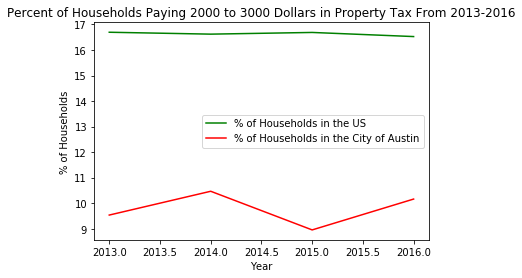 Percent of Households Paying 2000 to 3000 Dollars in Property Tax From 2013-2016
17
16
15
14
13
12
11
10
9
% of Households
% of Households in the US
% of Households in the City of Austin
2013.0 2013.5 2014.0 2014.5 2015.0 2015.5 2016.0
Year